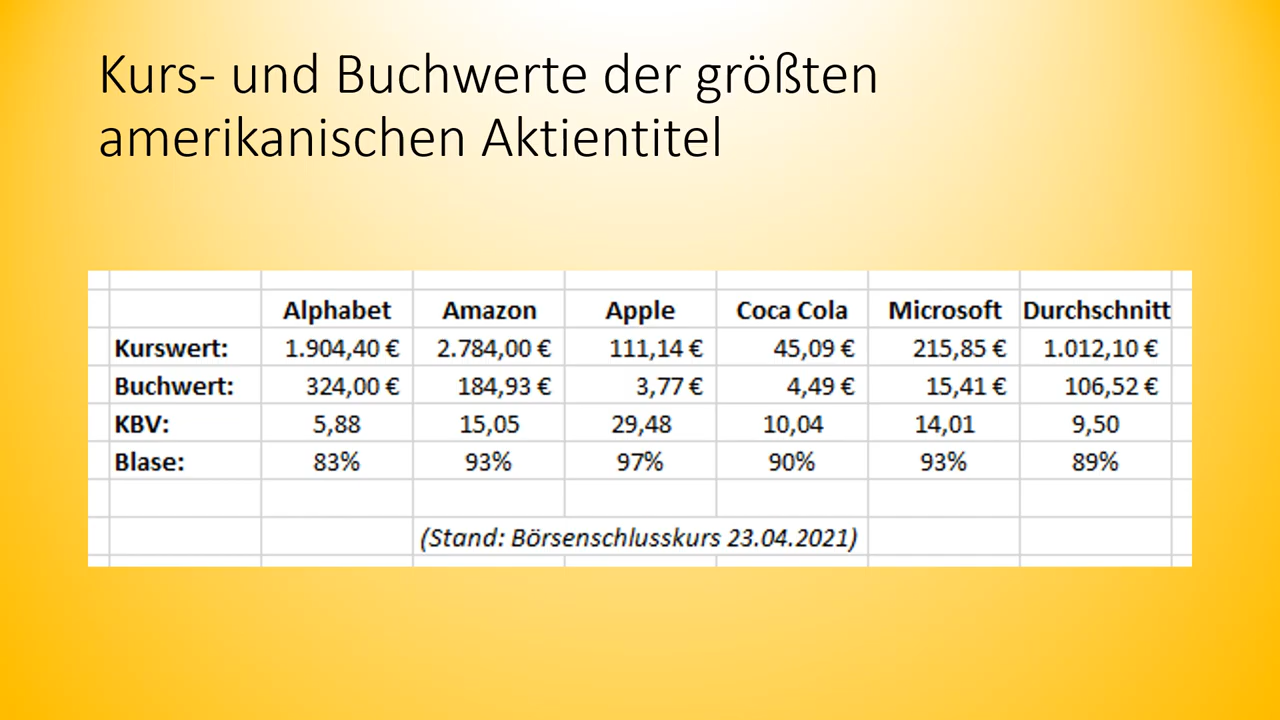 Kurs- und Buchwerte der größten
amerikanischen Aktientitel
Alphabet Amazon Apple Coca Cola Microsoft Durchschnitt
Kurswert: 1.904,40 € 2.784,00 € 111,14 € 45,09 € 215,85 € 1.012,10 €
Buchwert: 324,00 € 184,93 € 3,77 € 4,49 € 15,41 € 106,52 €
KBV: 5,88 15,05 29,48 10,04 14,01 9,50
Blase: 83% 93% 97% 90% 93% 89%
(Stand: Börsenschlusskurs 23.04.2021)